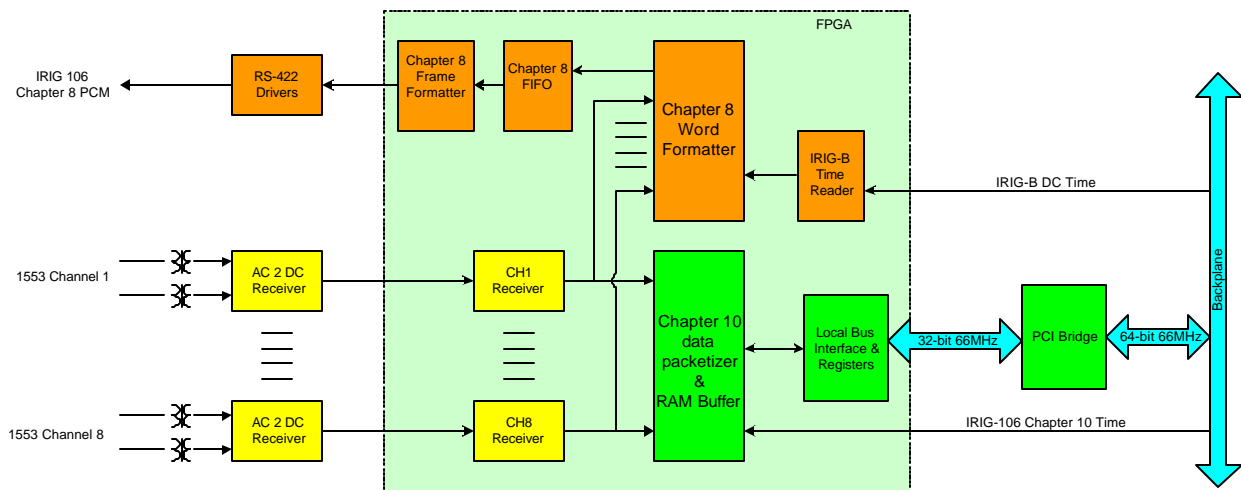 FPGA
IRIG 106
Chapter 8 PCM
RS-422
Drivers
Chapter 8
Frame
Formatter
Chapter 8
FIFO
Chapter 8
Word
Formatter
IRIG-B
Time
Reader
IRIG-B DC Time
1553 Channel 1
AC 2 DC
Receiver
CH1
Receiver
Chapter 10
data
packetizer
&
RAM Buffer
Local Bus
Interface &
Registers
32-bit 66MHz
PCI Bridge
64-bit 66MHz
Backplane
1553 Channel 8
AC 2 DC
Receiver
CH8
Receiver
IRIG-106 Chapter 10 Time